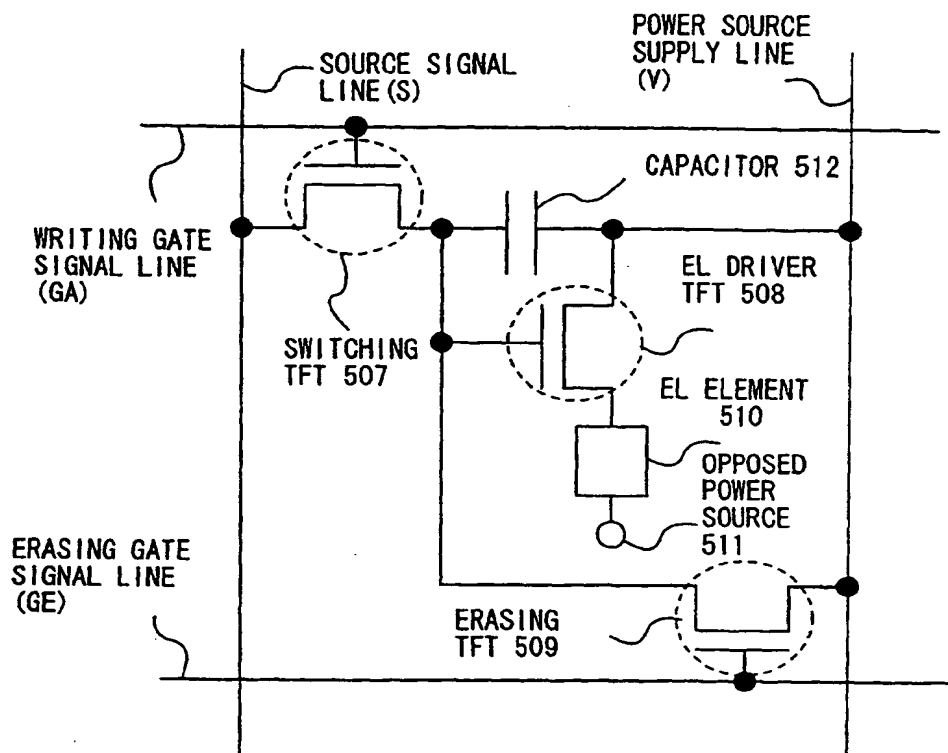 POWER SOURCE
SUPPLY LINE
(V)
SOURCE SIGNAL
LINE(S)
CAPACITOR 512
WRITING GATE
SIGNAL LINE
(GA)
EL DRIVER
TFT 508
SWITCHING
TFT 507
EL ELEMENT
510
OPPOSED
POWER
SOURCE
511
ERASING GATE
SIGNAL LINE
(GE)
ERASING
TFT 509